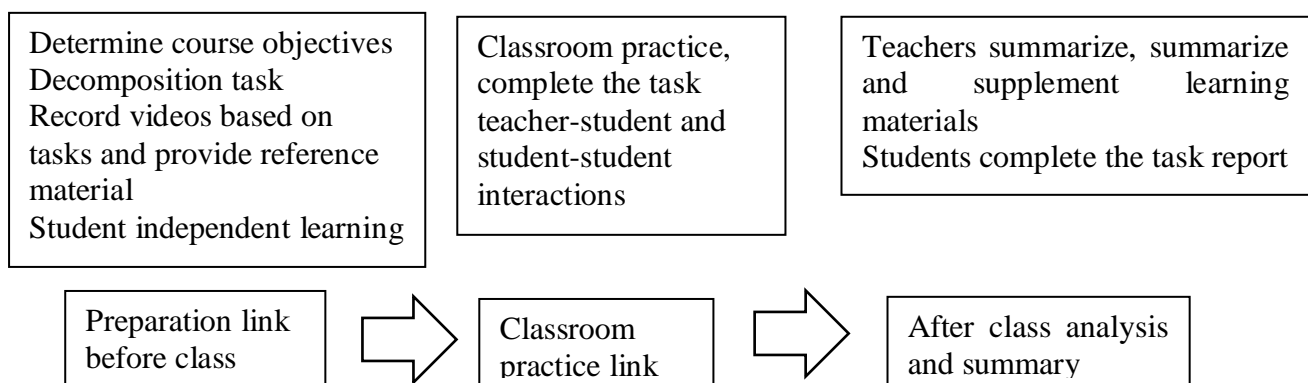 Determine course objectives
Decomposition task
Record videos based on
tasks and provide reference
material
Student independent learning
Classroom practice,
complete the task
teacher-student and
student-student
interactions
Teachers summarize, summarize
and supplement learning
materials
Students complete the task report
Preparation link
before class
Classroom
practice link
After class analysis
and summary